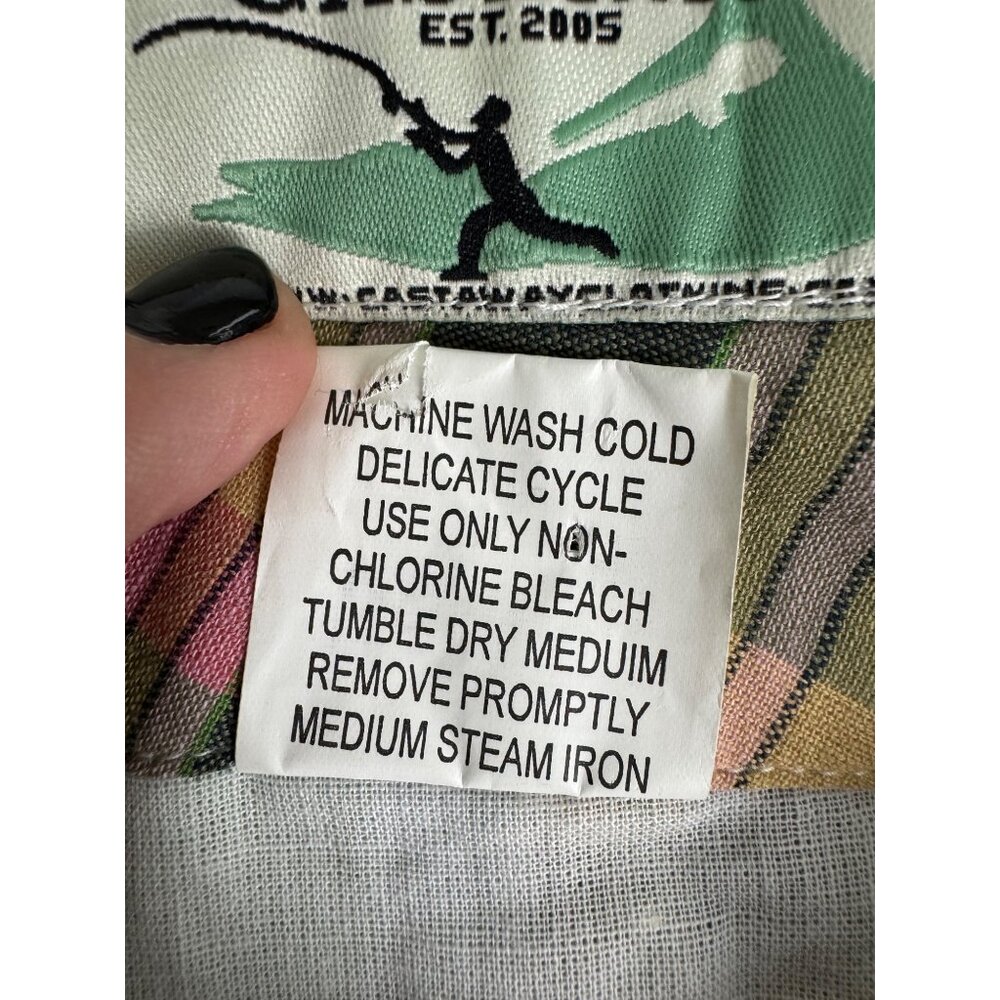 EST. 2005
MACHINE WASH COLD
DELICATE CYCLE
USE ONLY NON-
CHLORINE BLEACH
TUMBLE DRY MEDUIM
REMOVE PROMPTLY
MEDIUM STEAM IRON